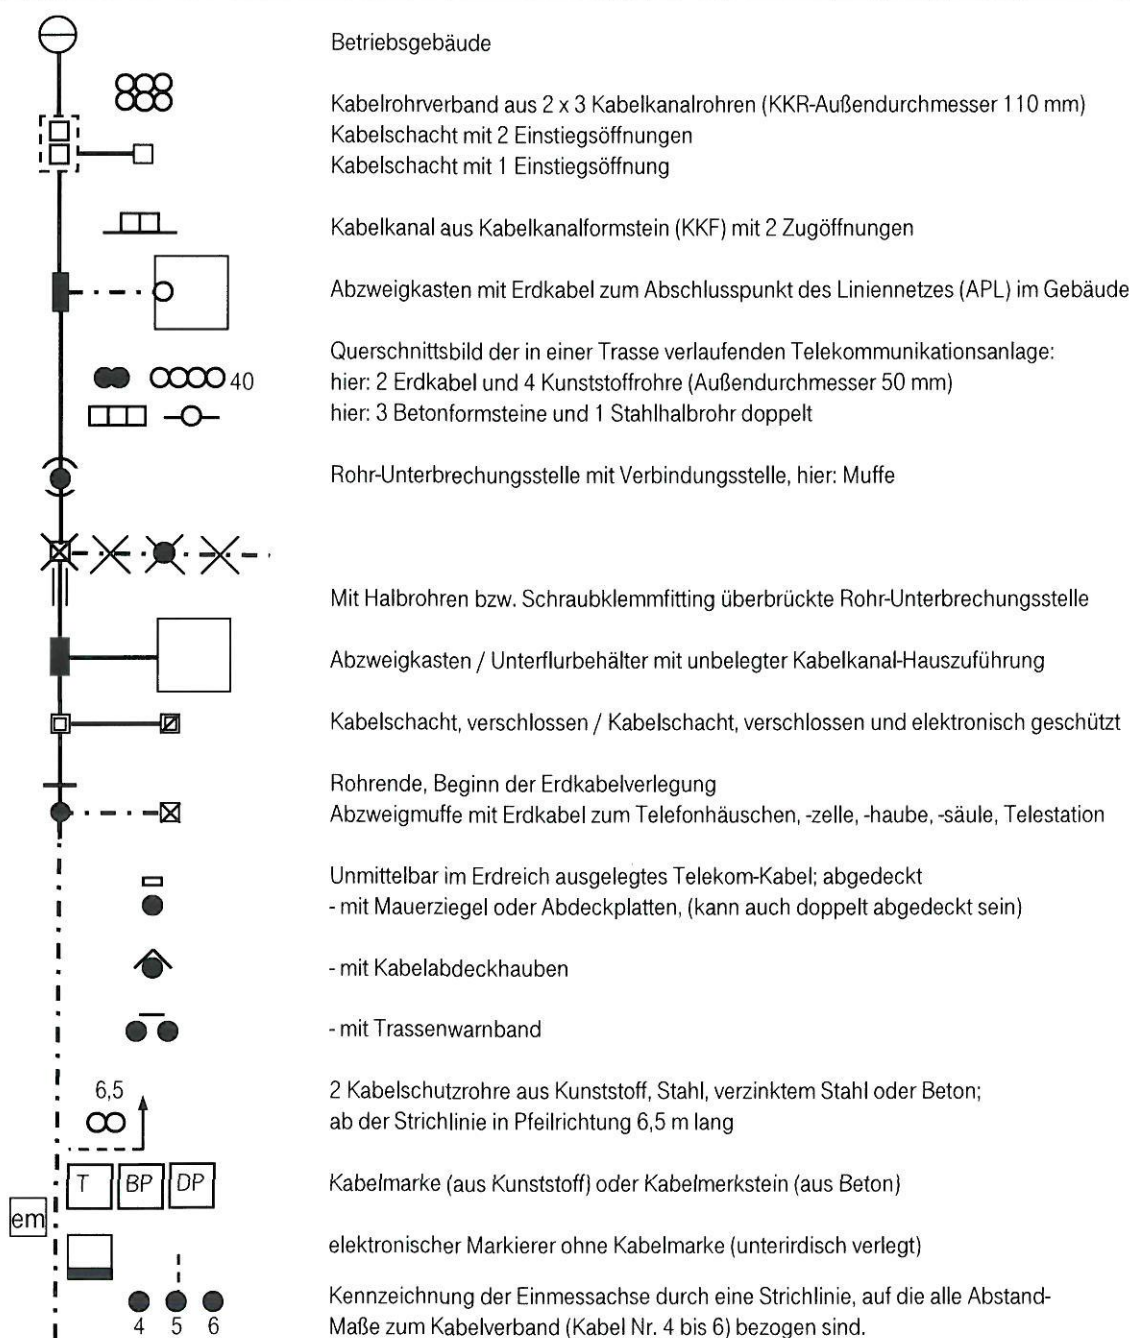 Betriebsgebäude
Kabelrohrverband aus 2 x 3 Kabelkanalrohren (KKR-Außendurchmesser 110 mm)
Kabelschacht mit 2 Einstiegsöffnungen
Kabelschacht mit 1 Einstiegsöffnung
Kabelkanal aus Kabelkanalformstein (KKF) mit 2 Zugöffnungen
Abzweigkasten mit Erdkabel zum Abschlusspunkt des Liniennetzes (APL) im Gebäude
Querschnittsbild der in einer Trasse verlaufenden Telekommunikationsanlage:
40 hier: 2 Erdkabel und 4 Kunststoffrohre (Außendurchmesser 50 mm)
hier: 3 Betonformsteine und 1 Stahlhalbrohr doppelt
Rohr-Unterbrechungsstelle mit Verbindungsstelle, hier: Muffe
Mit Halbrohren bzw. Schraubklemmfitting überbrückte Rohr-Unterbrechungsstelle
Abzweigkasten / Unterflurbehälter mit unbelegter Kabelkanal-Hauszuführung
Kabelschacht, verschlossen / Kabelschacht, verschlossen und elektronisch geschützt
Rohrende, Beginn der Erdkabelverlegung
Abzweigmuffe mit Erdkabel zum Telefonhäuschen, -zelle, -haube, -säule, Telestation
Unmittelbar im Erdreich ausgelegtes Telekom-Kabel; abgedeckt
- mit Mauerziegel oder Abdeckplatten, (kann auch doppelt abgedeckt sein)
- mit Kabelabdeckhauben
- mit Trassenwarnband
6,5 2 Kabelschutzrohre aus Kunststoff, Stahl, verzinktem Stahl oder Beton;
ab der Strichlinie in Pfeilrichtung 6,5 m lang
T BP DP Kabelmarke (aus Kunststoff) oder Kabelmerkstein (aus Beton)
em
elektronischer Markierer ohne Kabelmarke (unterirdisch verlegt)
Kennzeichnung der Einmessachse durch eine Strichlinie, auf die alle Abstand-
4 5 6 Maße zum Kabelverband (Kabel Nr. 4 bis 6) bezogen sind.